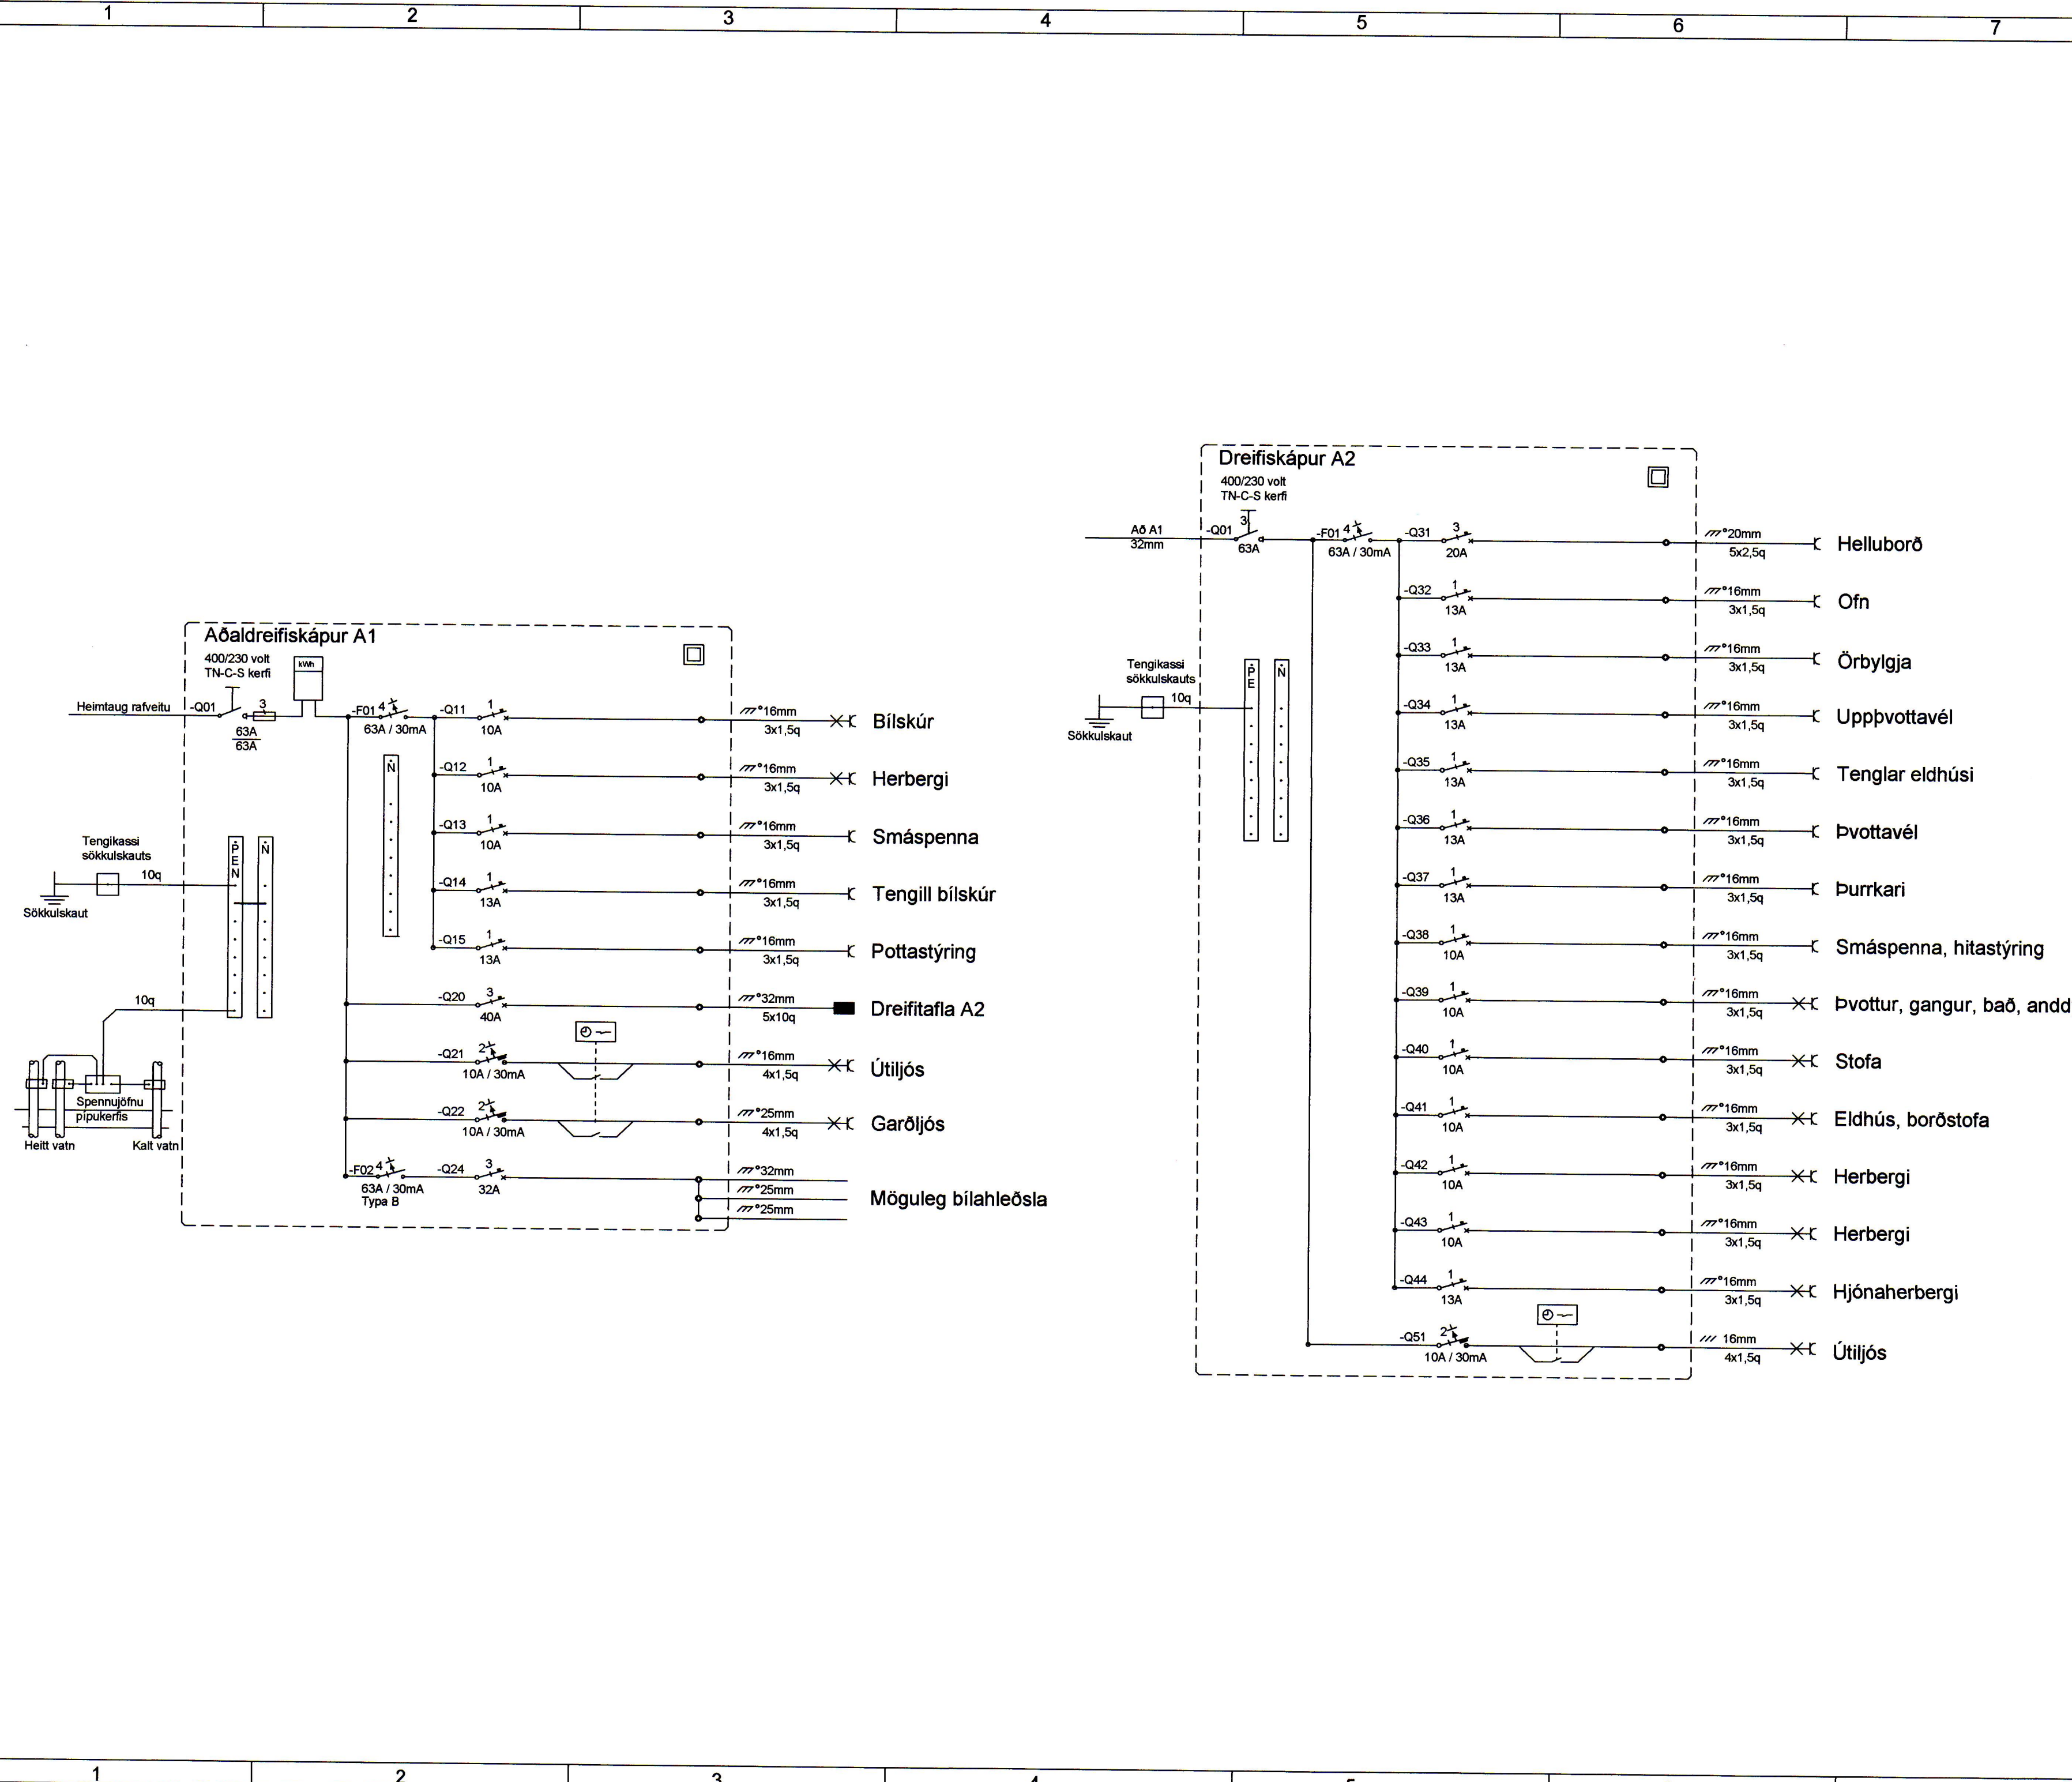 1 2 3 4 5 6 7
Aðaldreifiskápur A1
400/230 volt
TN-C-S kerfi
kWh
Heimtaug rafveitu
-Q01
3
63A
63A
-F01 4
63A / 30mA
-Q11 1
10A
16mm
3x1,5q
Bílskúr
N
-Q12 1
10A
16mm
3x1,5q
Herbergi
-Q13 1
10A
16mm
3x1,5q
Smáspenna
Tengikassi
sökkulskauts
10q
Sökkulskaut
PEN
N
-Q14 1
13A
16mm
3x1,5q
Tengill bílskúr
-Q15 1
13A
16mm
3x1,5q
Pottastýring
10q
-Q20 3
40A
32mm
5x10q
Dreifitafla A2
-Q21 2
10A / 30mA
16mm
4x1,5q
Útiljós
Spennujöfnu
pípukerfis
Heitt vatn
Kalt vatn
-Q22 2
10A / 30mA
25mm
4x1,5q
Garðljós
-F02 4
63A / 30mA
Typa B
-Q24 3
32A
32mm
25mm
25mm
Möguleg bílahleðsla
Dreifiskápur A2
400/230 volt
TN-C-S kerfi
Að A1
32mm
-Q01
3
63A
-F01 4
63A / 30mA
-Q31 3
20A
20mm
5x2,5q
Helluborð
-Q32 1
13A
16mm
3x1,5q
Ofn
Tengikassi
sökkulskauts
10q
Sökkulskaut
PE
N
-Q33 1
13A
16mm
3x1,5q
Örbylgja
-Q34 1
13A
16mm
3x1,5q
Uppþvottavél
-Q35 1
13A
16mm
3x1,5q
Tenglar eldhúsi
-Q36 1
13A
16mm
3x1,5q
Þvottavél
-Q37 1
13A
16mm
3x1,5q
Þurrkari
-Q38 1
10A
16mm
3x1,5q
Smáspenna, hitastýring
-Q39 1
10A
16mm
3x1,5q
Þvottur, gangur, bað, andd
-Q40 1
10A
16mm
3x1,5q
Stofa
-Q41 1
10A
16mm
3x1,5q
Eldhús, borðstofa
-Q42 1
10A
16mm
3x1,5q
Herbergi
-Q43 1
10A
16mm
3x1,5q
Herbergi
-Q44 1
13A
16mm
3x1,5q
Hjónaherbergi
-Q51 2
10A / 30mA
16mm
4x1,5q
Útiljós
1 2 3 4 5